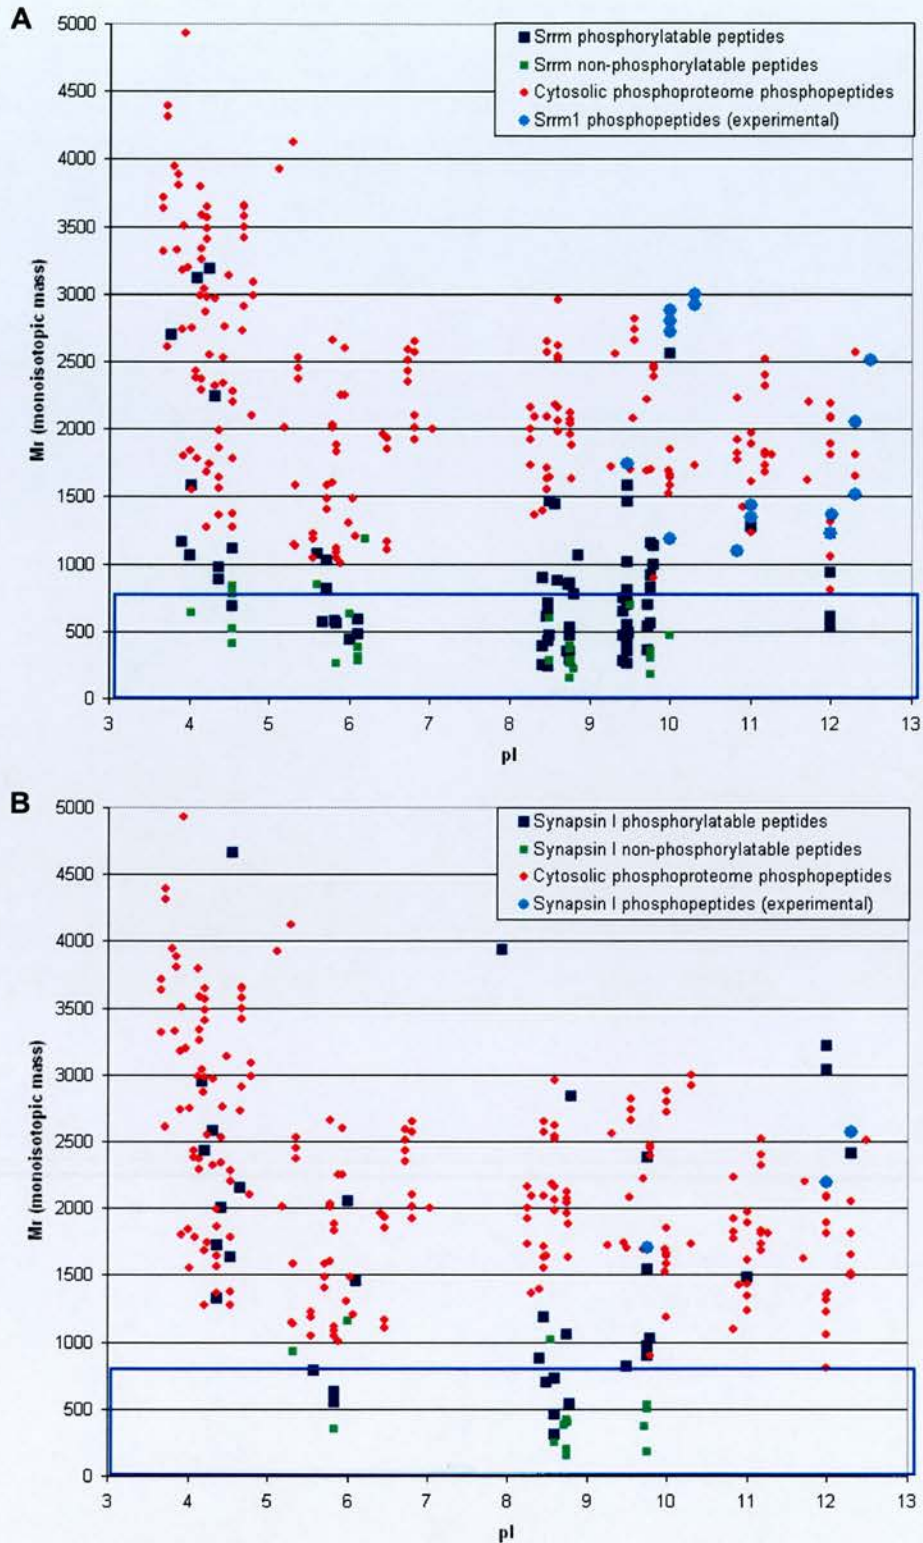 A
5000
4500
4000
3500
3000
2500
2000
1500
1000
500
0
Mr (monoisotopic mass)
Srrm phosphorylatable peptides
Srrm non-phosphorylatable peptides
Cytosolic phosphoproteome phosphopeptides
Srrm1 phosphopeptides (experimental)
3 4 5 6 7 8 9 10 11 12 13
pI
B
5000
4500
4000
3500
3000
2500
2000
1500
1000
500
0
Mr (monoisotopic mass)
Synapsin I phosphorylatable peptides
Synapsin I non-phosphorylatable peptides
Cytosolic phosphoproteome phosphopeptides
Synapsin I phosphopeptides (experimental)
3 4 5 6 7 8 9 10 11 12 13
pI